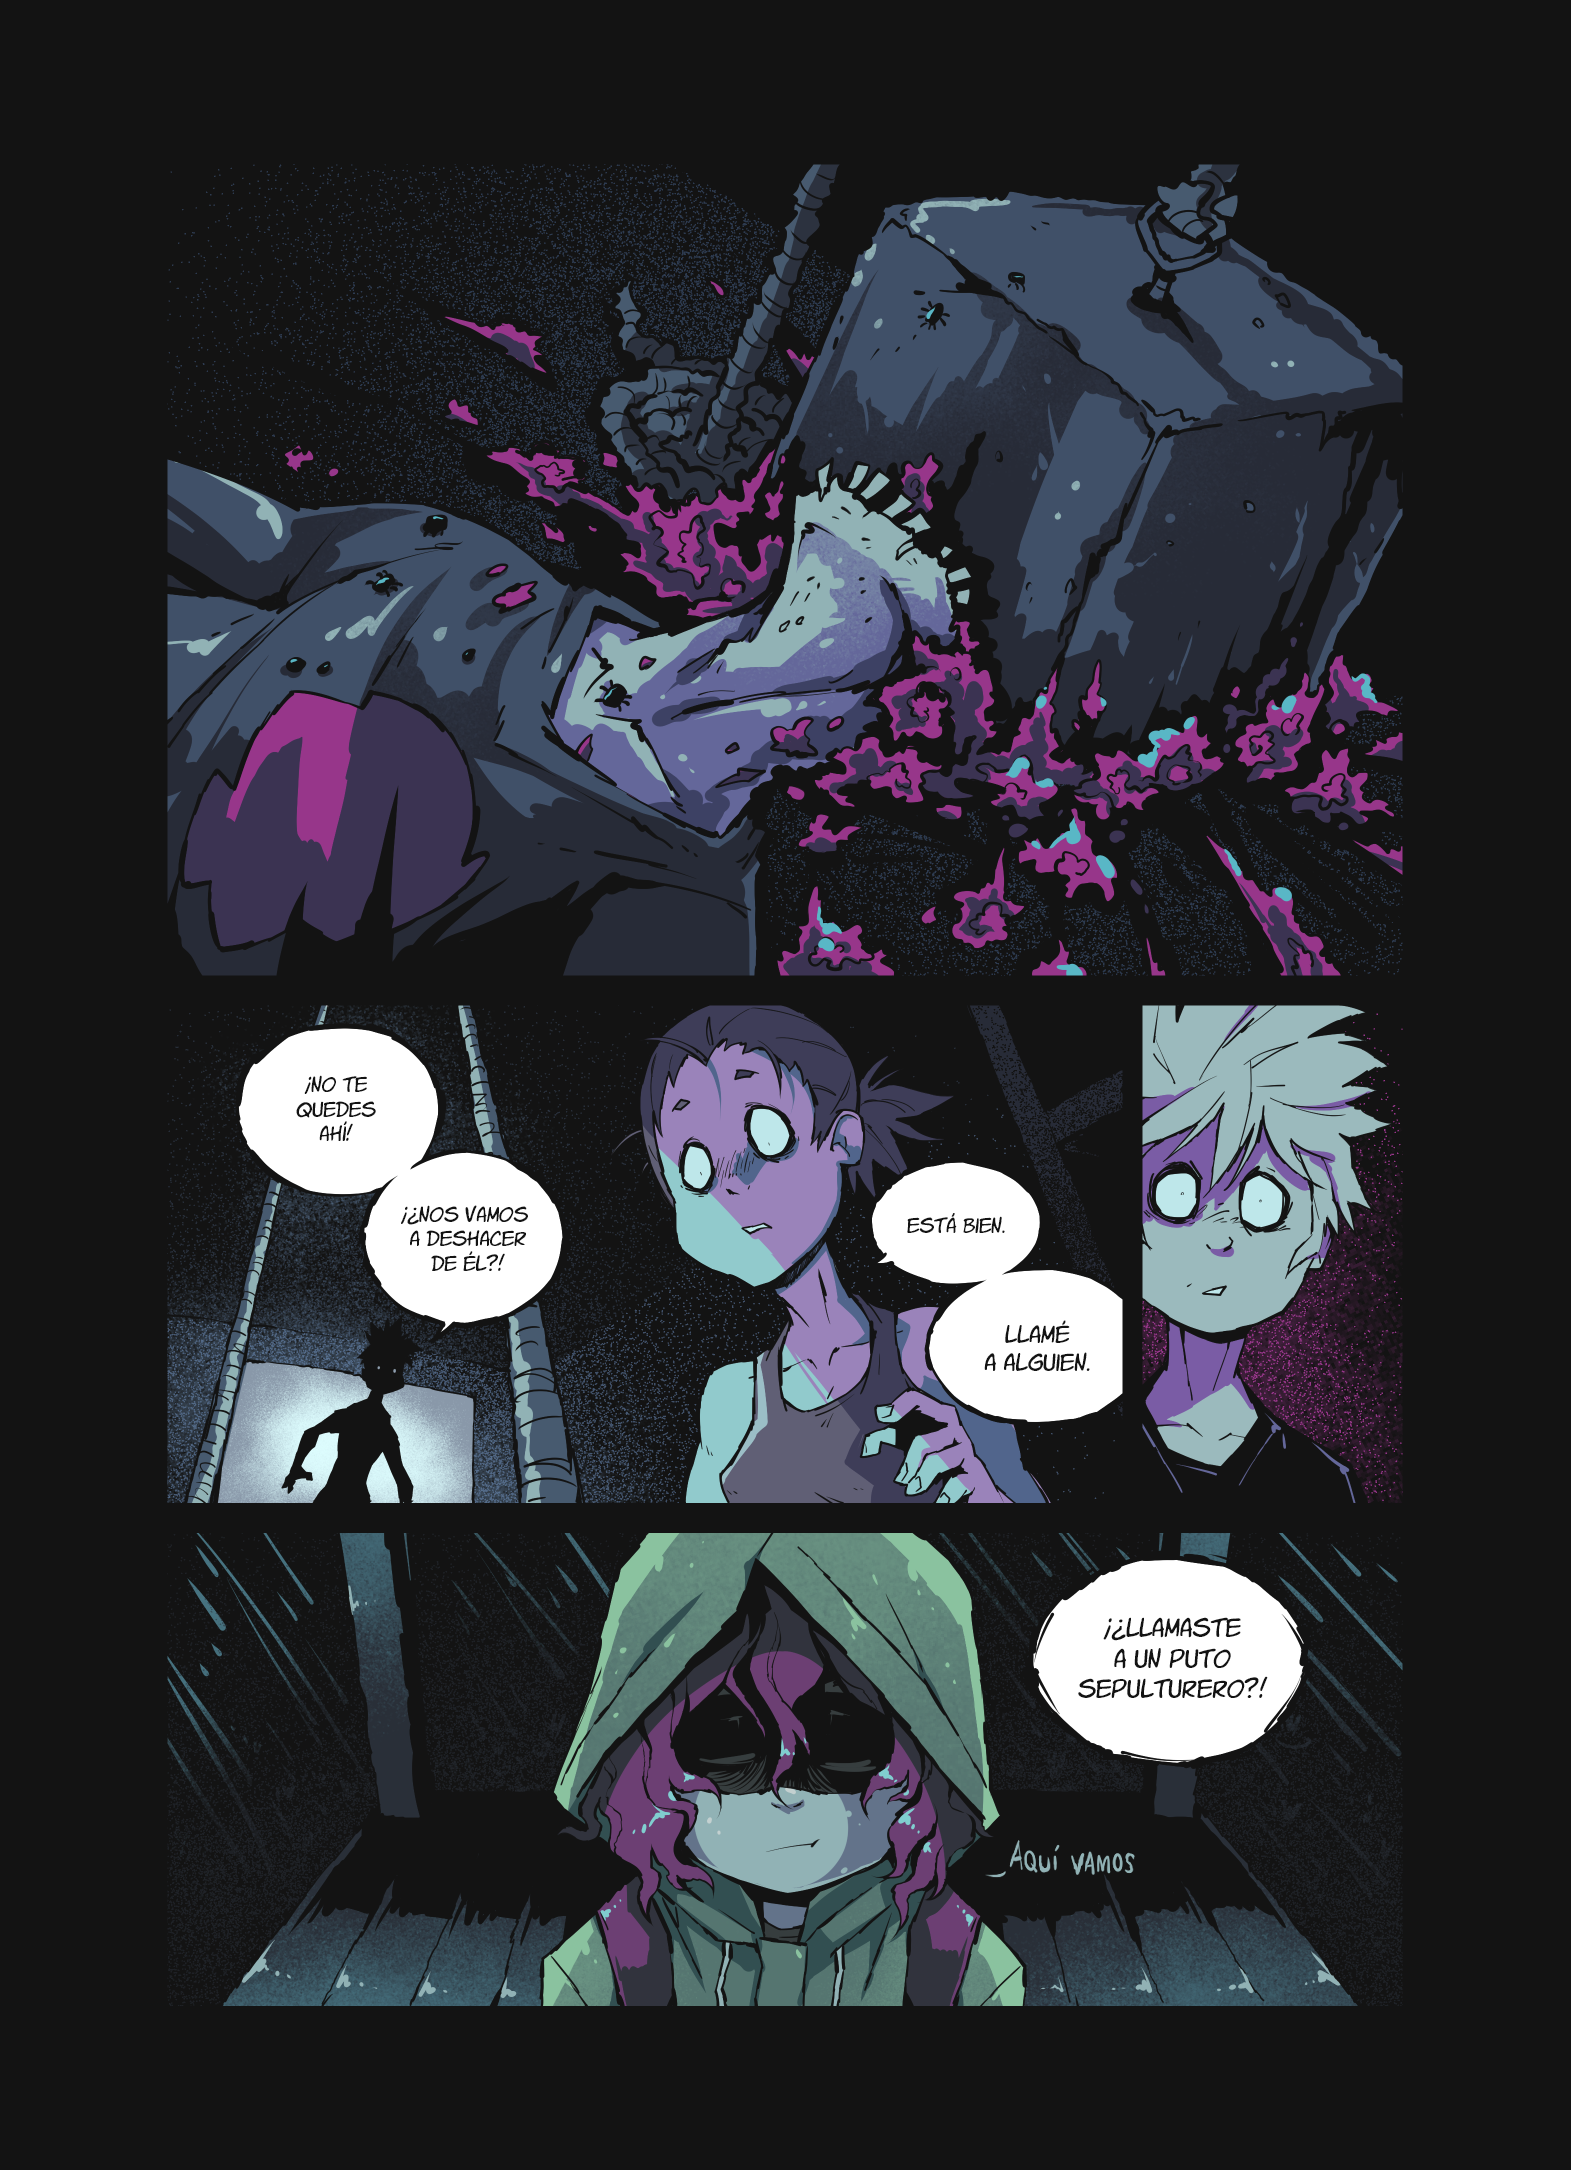 ¡NO TE
QUEDES
AHÍ!
¡¿NOS VAMOS
A DESHACER
DE ÉL?!
ESTÁ BIEN.
LLAMÉ
A ALGUIEN.
¡¿LLAMASTE
A UN PUTO
SEPULTURERO?!
AQUÍ VAMOS